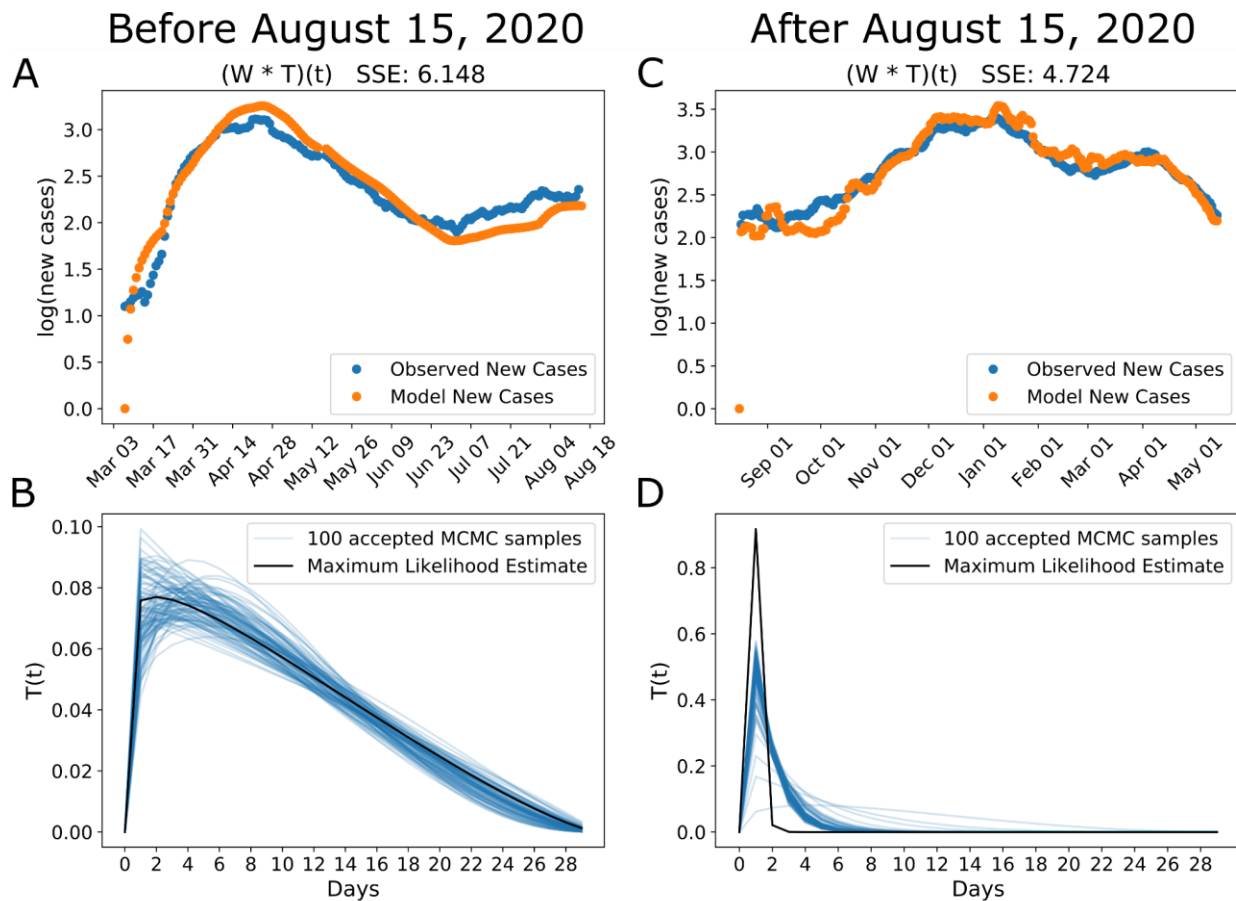 Before August 15, 2020
After August 15, 2020
A
(W * T)(t) SSE: 6.148
log(new cases)
3.0
2.5
2.0
1.5
1.0
0.5
0.0
Observed New Cases
Model New Cases
Mar 03
Mar 17
Mar 31
Apr 14
Apr 28
May 12
May 26
Jun 09
Jun 23
Jul 07
Jul 21
Aug 04
Aug 18
C
(W * T)(t) SSE: 4.724
log(new cases)
3.5
3.0
2.5
2.0
1.5
1.0
0.5
0.0
Observed New Cases
Model New Cases
Sep 01
Oct 01
Nov 01
Dec 01
Jan 01
Feb 01
Mar 01
Apr 01
May 01
B
T(t)
0.10
0.08
0.06
0.04
0.02
0.00
100 accepted MCMC samples
Maximum Likelihood Estimate
0 2 4 6 8 10 12 14 16 18 20 22 24 26 28
Days
D
T(t)
0.8
0.6
0.4
0.2
0.0
100 accepted MCMC samples
Maximum Likelihood Estimate
0 2 4 6 8 10 12 14 16 18 20 22 24 26 28
Days